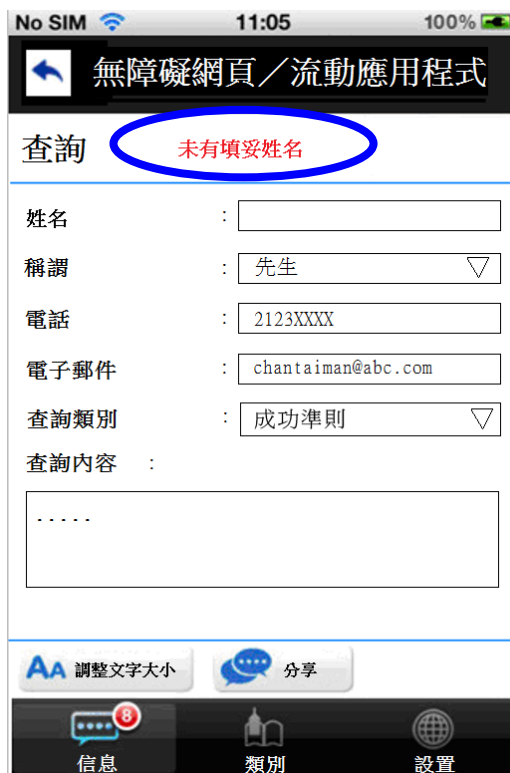 No SIM 11:05 100%
無障礙網頁／流動應用程式
查詢 未有填妥姓名
姓名 :
稱謂 : 先生
電話 : 2123XXXX
電子郵件 : chantaiman@abc.com
查詢類別 : 成功準則
查詢內容 :
.....
AA 調整文字大小 分享
8
信息 類別 設置